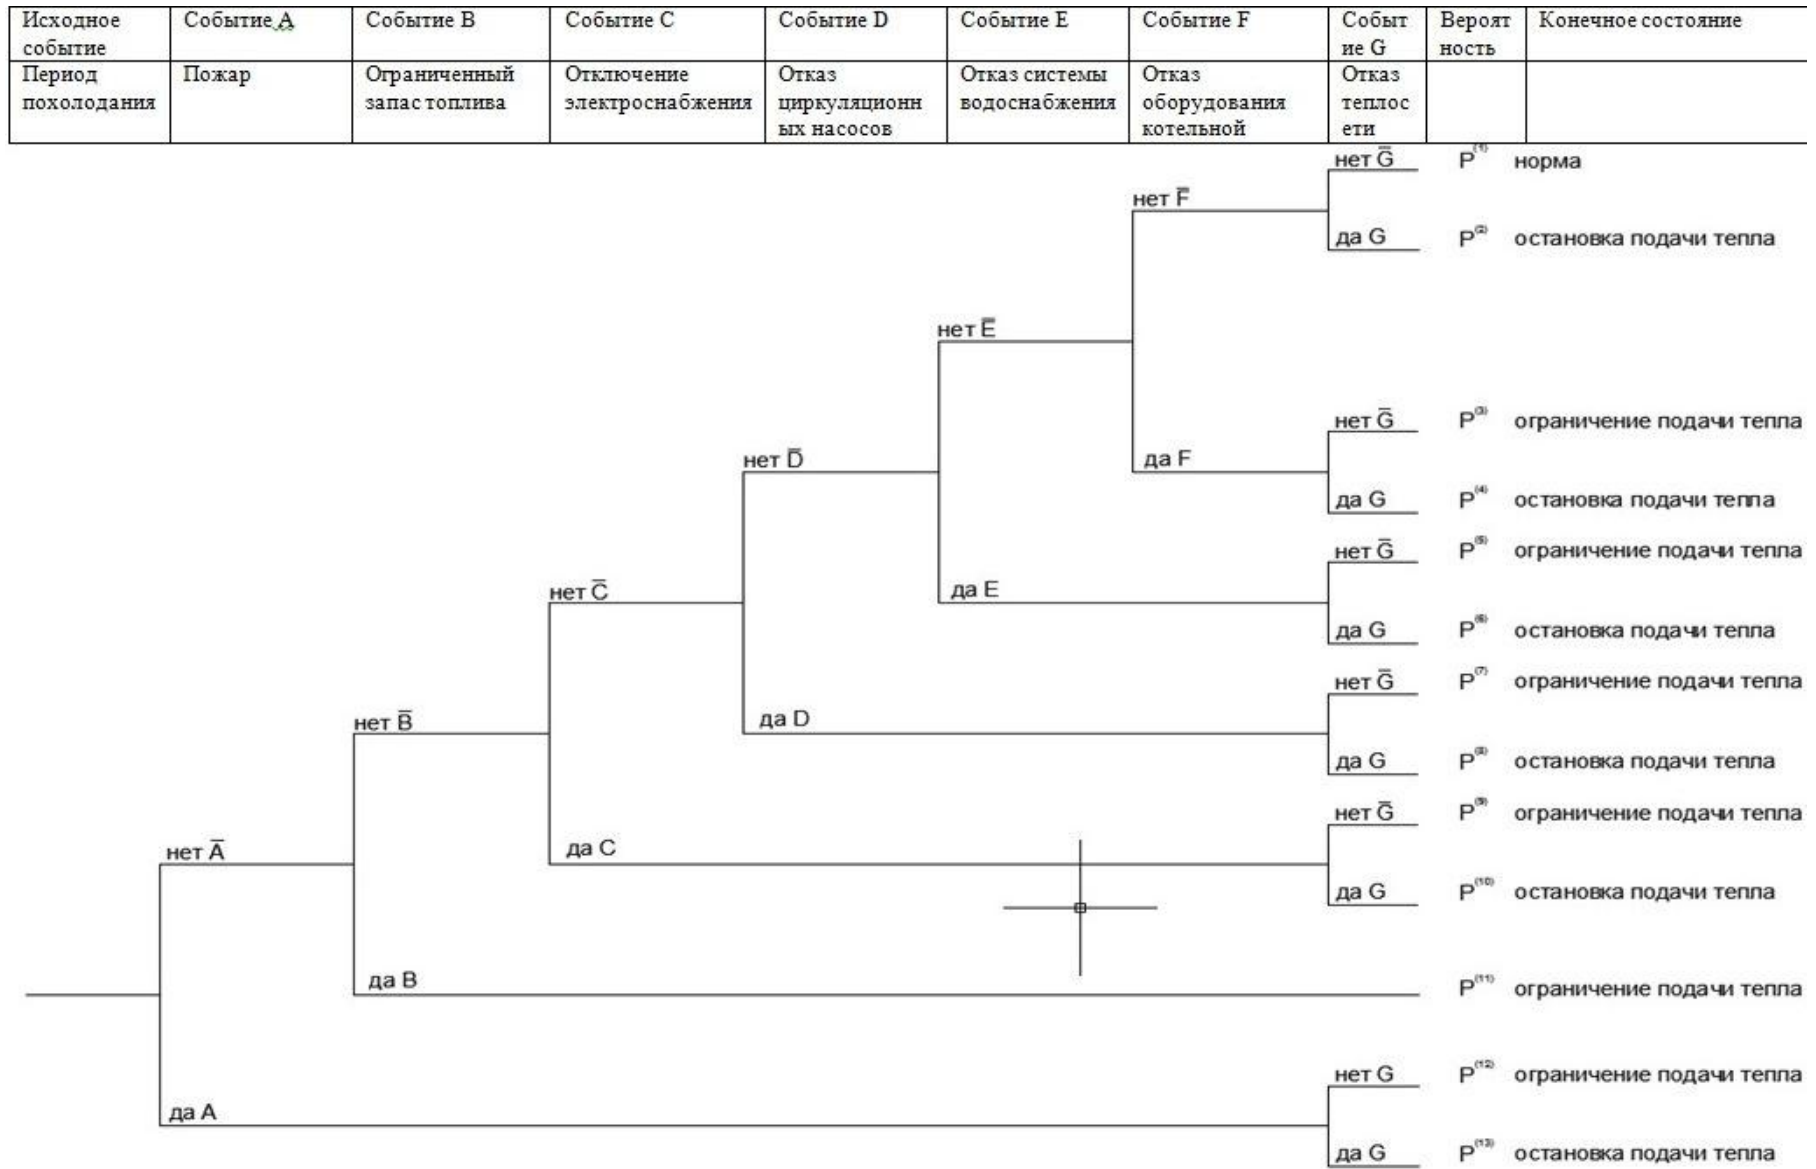 Исходное событие
Событие А
Событие В
Событие С
Событие D
Событие Е
Событие F
Событ
ие G
Вероят
ность
Конечное состояние
Период
похолодания
Пожар
Ограниченный
запас топлива
Отключение
электроснабжения
Отказ
циркуляционн
ых насосов
Отказ системы
водоснабжения
Отказ
оборудования
котельной
Отказ
теплос
ети
нет G̅ P⁽¹⁾ норма
нет F̅
да G P⁽²⁾ остановка подачи тепла
нет E̅
нет G̅ P⁽³⁾ ограничение подачи тепла
нет D̅
да F
да G P⁽⁴⁾ остановка подачи тепла
нет G̅ P⁽⁵⁾ ограничение подачи тепла
нет C̅
да E
да G P⁽⁶⁾ остановка подачи тепла
нет G̅ P⁽⁷⁾ ограничение подачи тепла
нет B̅
да D
да G P⁽⁸⁾ остановка подачи тепла
нет G̅ P⁽⁹⁾ ограничение подачи тепла
нет A̅
да C
да G P⁽¹⁰⁾ остановка подачи тепла
да B
P⁽¹¹⁾ ограничение подачи тепла
нет G P⁽¹²⁾ ограничение подачи тепла
да A
да G P⁽¹³⁾ остановка подачи тепла